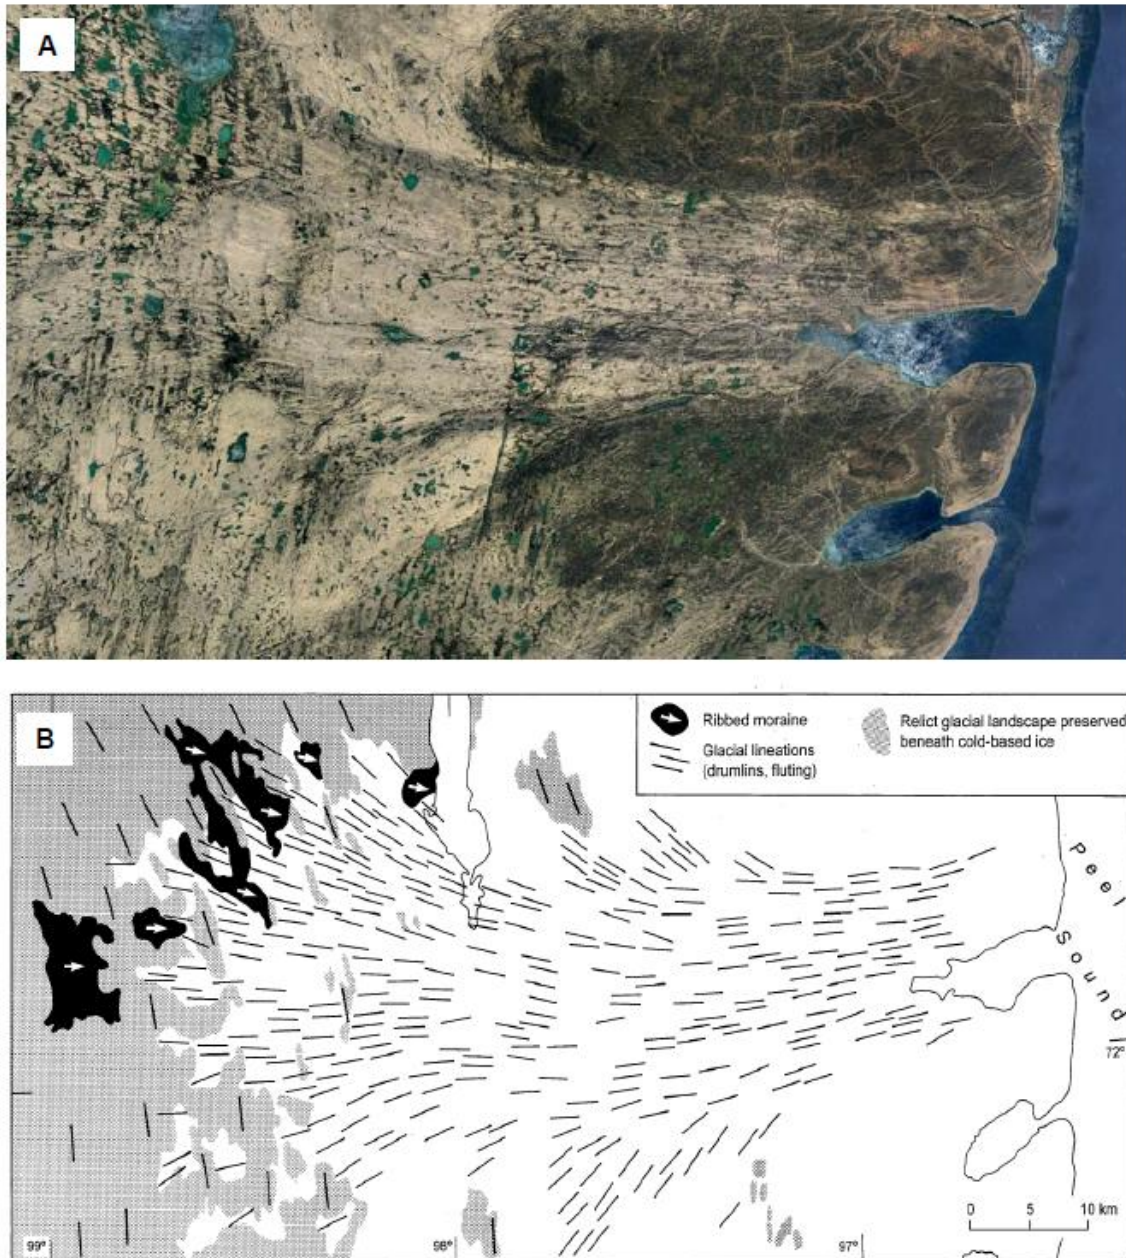 A
B
Ribbed moraine
Glacial lineations
(drumlins, fluting)
Relict glacial landscape preserved
beneath cold-based ice
Peel Sound
72°
0 5 10 km
99°
98°
97°